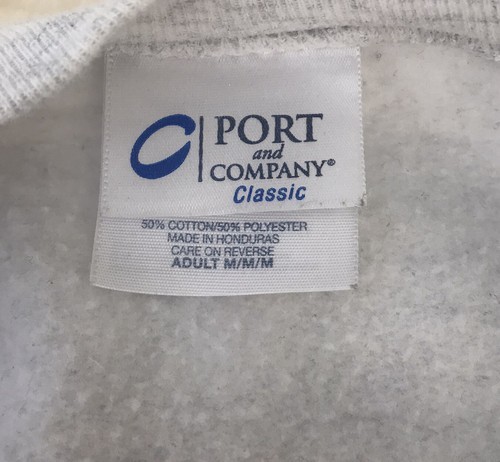 PORT
and
COMPANY®
Classic
50% COTTON/50% POLYESTER
MADE IN HONDURAS
CARE ON REVERSE
ADULT M/M/M